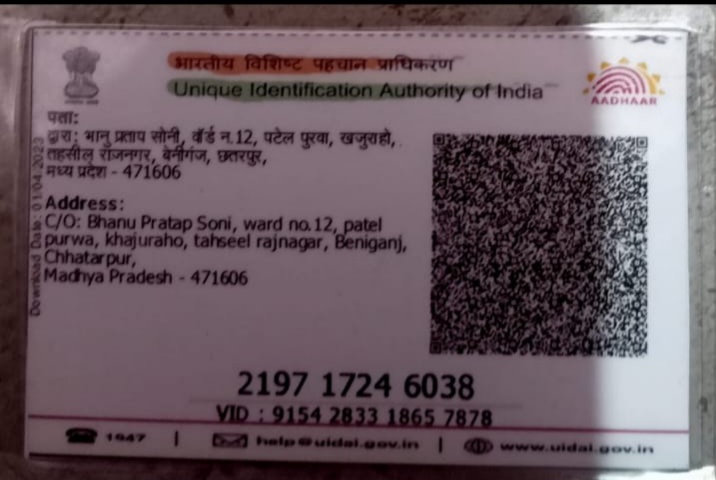 भारतीय विशिष्ट पहचान प्राधिकरण
Unique Identification Authority of India
AADHAAR
पता:
द्वारा: भानु प्रताप सोनी, वॉर्ड न.12, पटेल पुरवा, खजुराहो,
तहसील राजनगर, बेनीगंज, छतरपुर,
मध्य प्रदेश - 471606
Address:
C/O: Bhanu Pratap Soni, ward no.12, patel
purwa, khajuraho, tahseel rajnagar, Beniganj,
Chhatarpur,
Madhya Pradesh - 471606
Download Date: 01/04/2023
2197 1724 6038
VID : 9154 2833 1865 7878
1947 | help@uidai.gov.in | www.uidai.gov.in